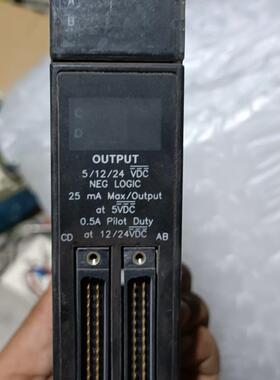 A
B
C
D
OUTPUT
5/12/24 VDC
NEG LOGIC
25 mA Max/Output
at 5VDC
0.5A Pilot Duty
at 12/24VDC
CD AB